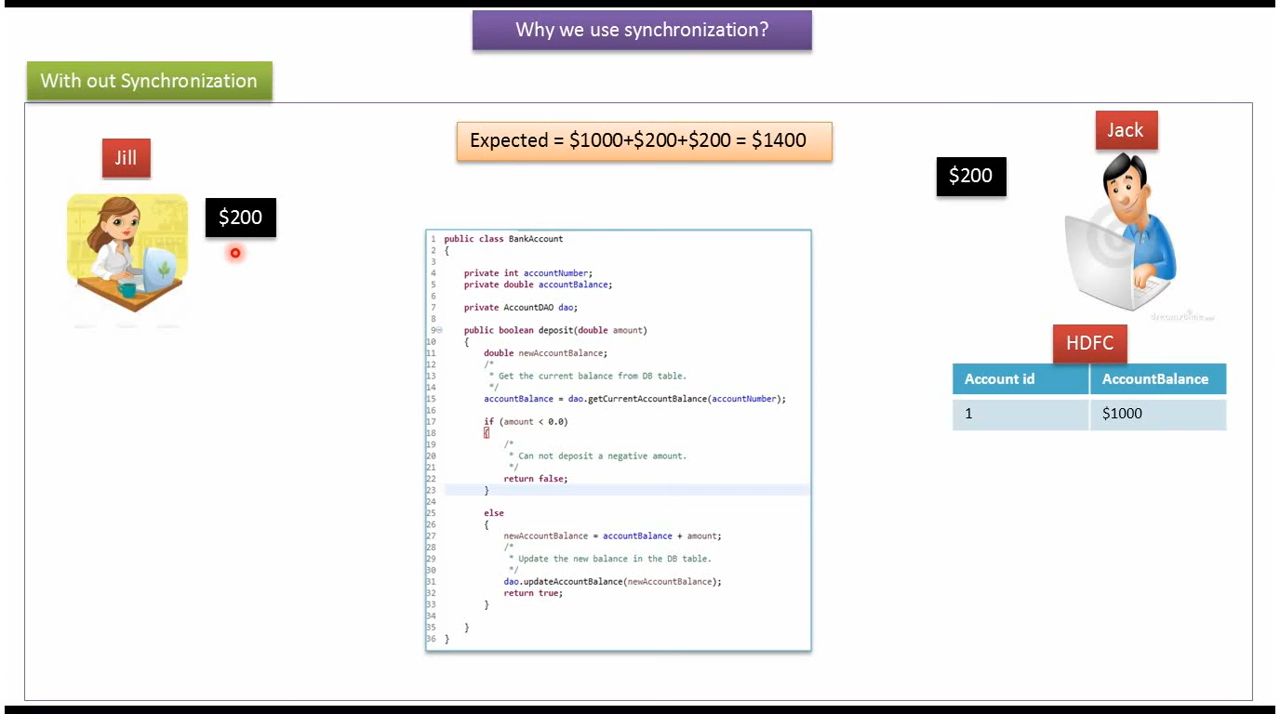 Why we use synchronization?
With out Synchronization
Jill
Expected = $1000+$200+$200 = $1400
Jack
$200
$200
1 public class BankAccount
2 {
3
4 private int accountNumber;
5 private double accountBalance;
6
7 private AccountDAO dao;
8
9 public boolean deposit(double amount)
10 {
11 double newAccountBalance;
12 /*
13 * Get the current balance from DB table.
14 */
15 accountBalance = dao.getCurrentAccountBalance(accountNumber);
16
17 if (amount < 0.0)
18 {
19 /*
20 * Can not deposit a negative amount.
21 */
22 return false;
23 }
24
25 else
26 {
27 newAccountBalance = accountBalance + amount;
28 /*
29 * Update the new balance in the DB table.
30 */
31 dao.updateAccountBalance(newAccountBalance);
32 return true;
33 }
34
35 }
36 }
HDFC
Account id AccountBalance
1 $1000